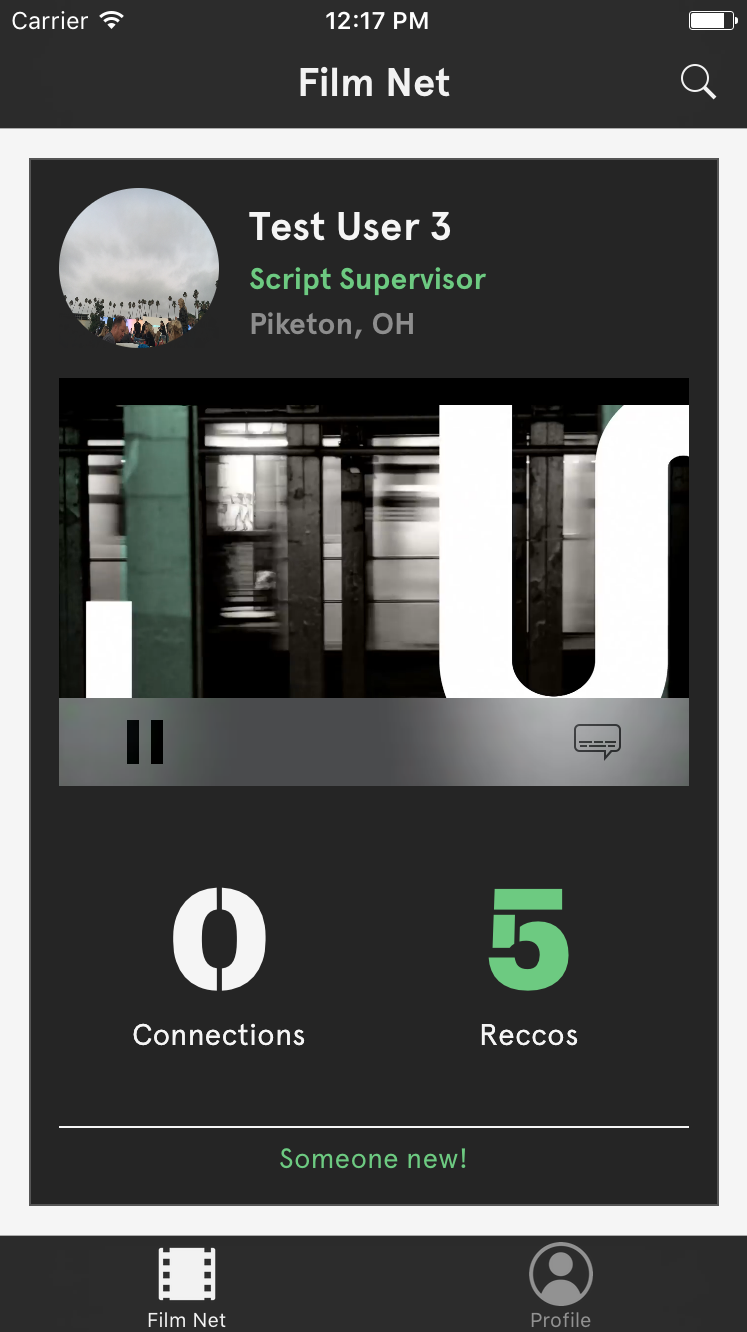 Carrier 12:17 PM
Film Net
Test User 3
Script Supervisor
Piketon, OH
0 5
Connections Reccos
Someone new!
Film Net Profile